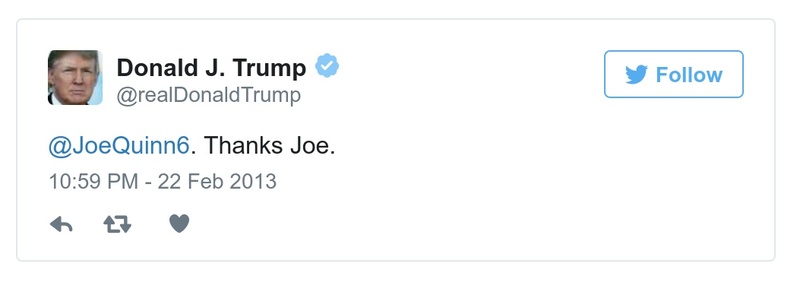 Donald J. Trump
@realDonaldTrump
Follow
@JoeQuinn6. Thanks Joe.
10:59 PM - 22 Feb 2013